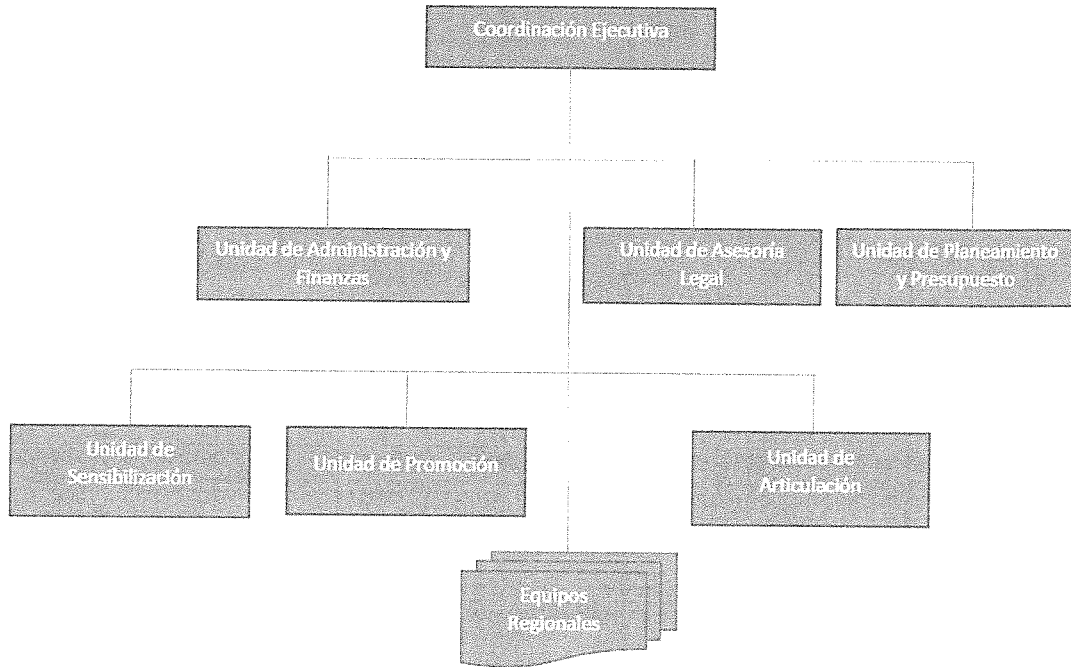 Coordinación Ejecutiva
Unidad de Administración y
Finanzas
Unidad de Asesoría
Legal
Unidad de Planeamiento
y Presupuesto
Unidad de
Sensibilización
Unidad de Promoción
Unidad de
Articulación
Equipos
Regionales